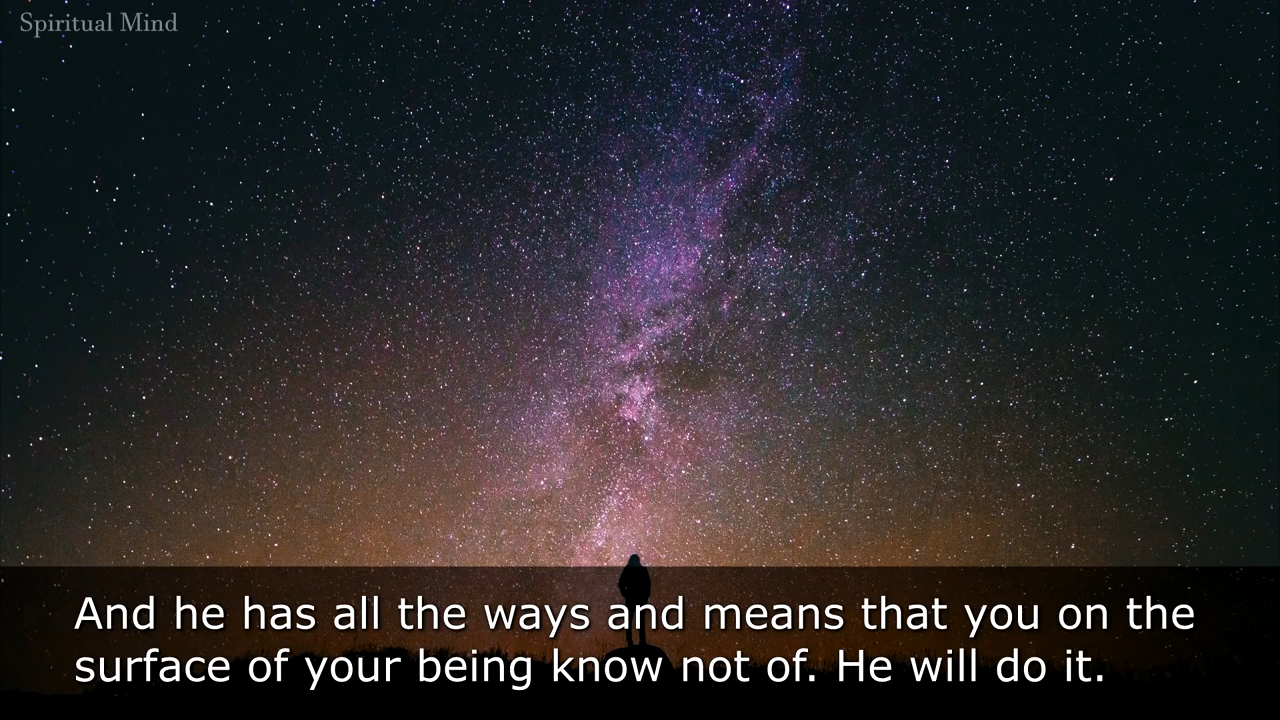 Spiritual Mind
And he has all the ways and means that you on the
surface of your being know not of. He will do it.